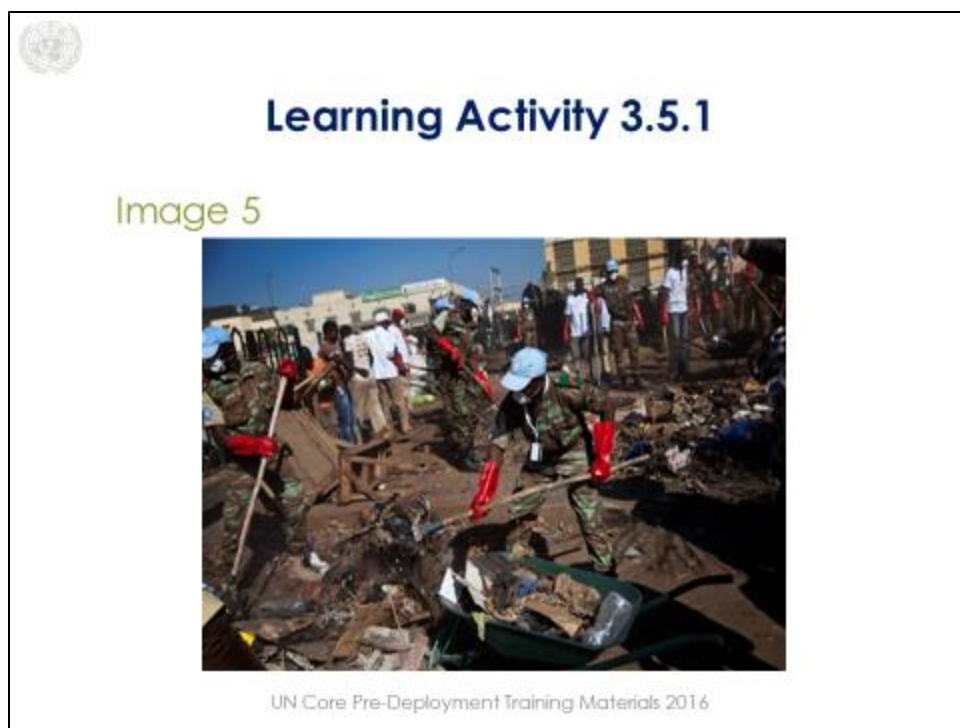 Learning Activity 3.5.1
Image 5
UN Core Pre-Deployment Training Materials 2016